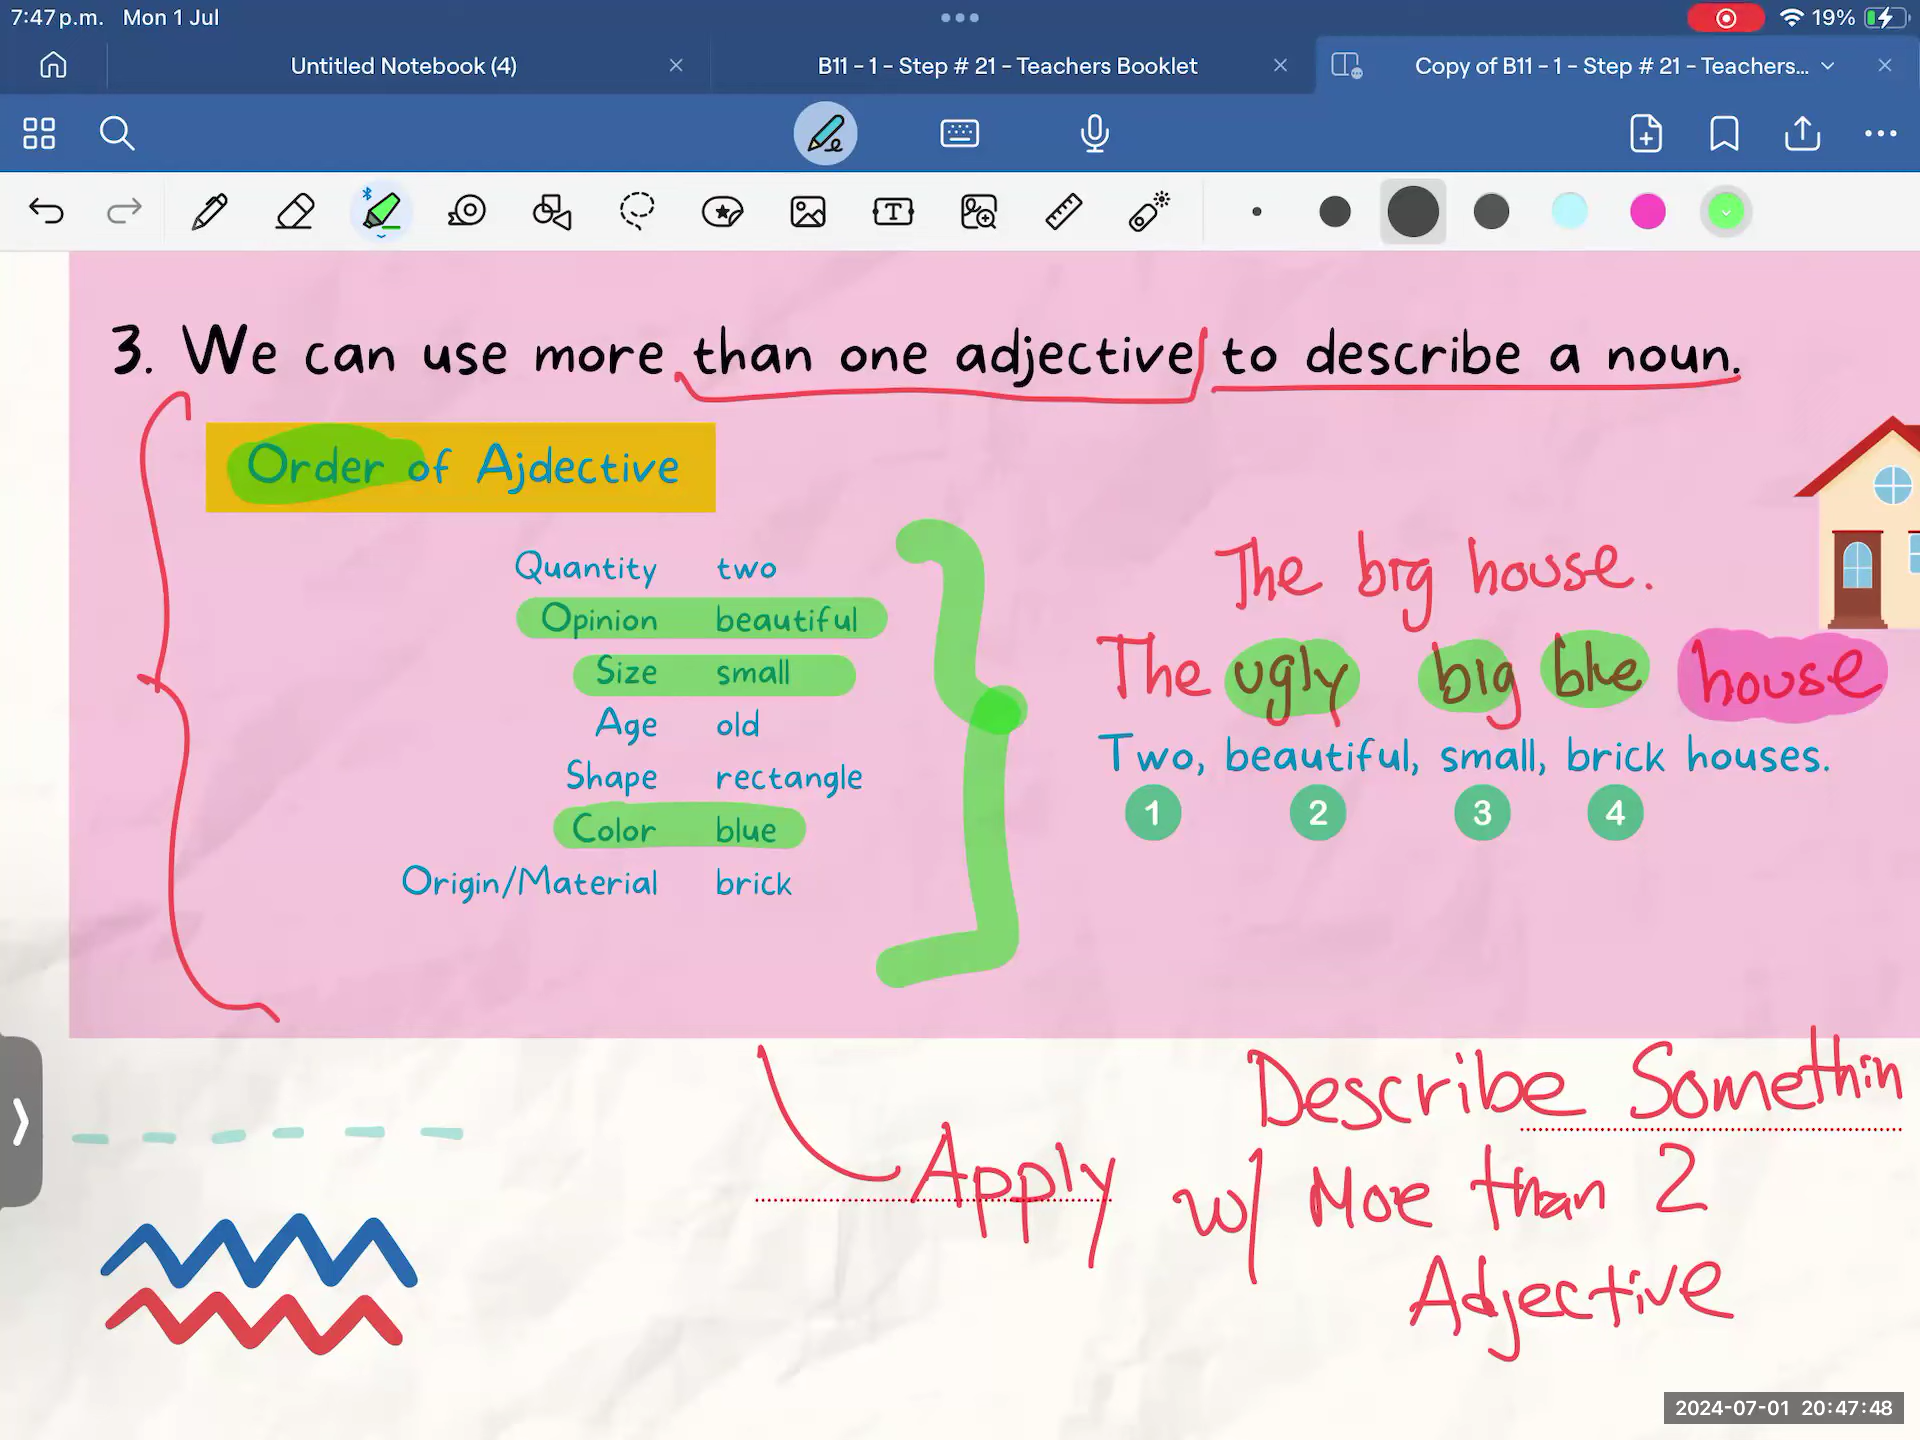 7:47 p.m. Mon 1 Jul
19%
Untitled Notebook (4)
B11 - 1 - Step # 21 - Teachers Booklet
Copy of B11 - 1 - Step # 21 - Teachers...
3. We can use more than one adjective to describe a noun.
Order of Ajdective
Quantity two
Opinion beautiful
Size small
Age old
Shape rectangle
Color blue
Origin/Material brick
The big house.
The ugly big blue house
Two, beautiful, small, brick houses.
1 2 3 4
Describe Somethin
Apply w/ More than 2
Adjective
2024-07-01 20:47:48